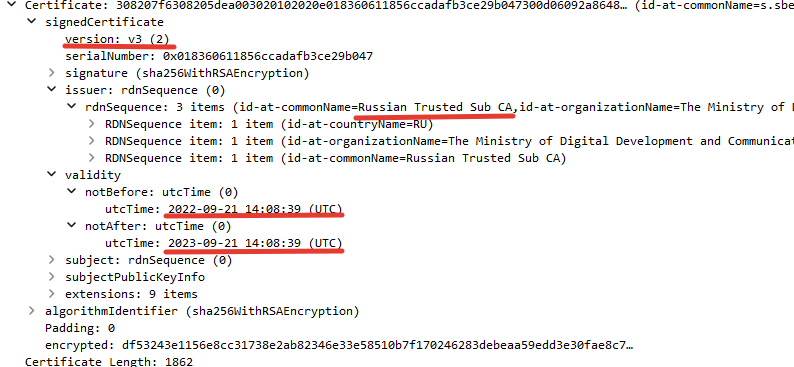 Certificate: 308207f6308205dea003020102020e018360611856ccadafb3ce29b047300d06092a8648… (id-at-commonName=s.sbe
signedCertificate
version: v3 (2)
serialNumber: 0x018360611856ccadafb3ce29b047
signature (sha256WithRSAEncryption)
issuer: rdnSequence (0)
rdnSequence: 3 items (id-at-commonName=Russian Trusted Sub CA,id-at-organizationName=The Ministry of D
RDNSequence item: 1 item (id-at-countryName=RU)
RDNSequence item: 1 item (id-at-organizationName=The Ministry of Digital Development and Communicat
RDNSequence item: 1 item (id-at-commonName=Russian Trusted Sub CA)
validity
notBefore: utcTime (0)
utcTime: 2022-09-21 14:08:39 (UTC)
notAfter: utcTime (0)
utcTime: 2023-09-21 14:08:39 (UTC)
subject: rdnSequence (0)
subjectPublicKeyInfo
extensions: 9 items
algorithmIdentifier (sha256WithRSAEncryption)
Padding: 0
encrypted: df53243e1156e8cc31738e2ab82346e33e58510b7f170246283debeaa59edd3e30fae8c7…
Certificate Length: 1862